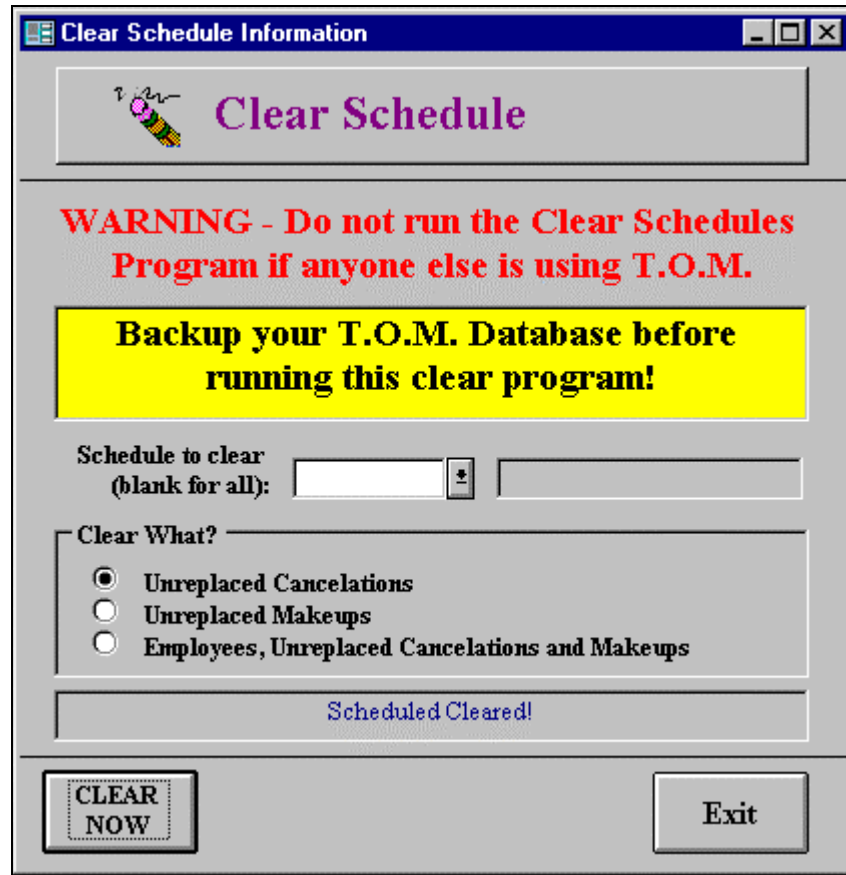 Clear Schedule Information
Clear Schedule
WARNING - Do not run the Clear Schedules
Program if anyone else is using T.O.M.
Backup your T.O.M. Database before
running this clear program!
Schedule to clear
(blank for all):
Clear What?
Unreplaced Cancelations
Unreplaced Makeups
Employees, Unreplaced Cancelations and Makeups
Scheduled Cleared!
CLEAR
NOW
Exit